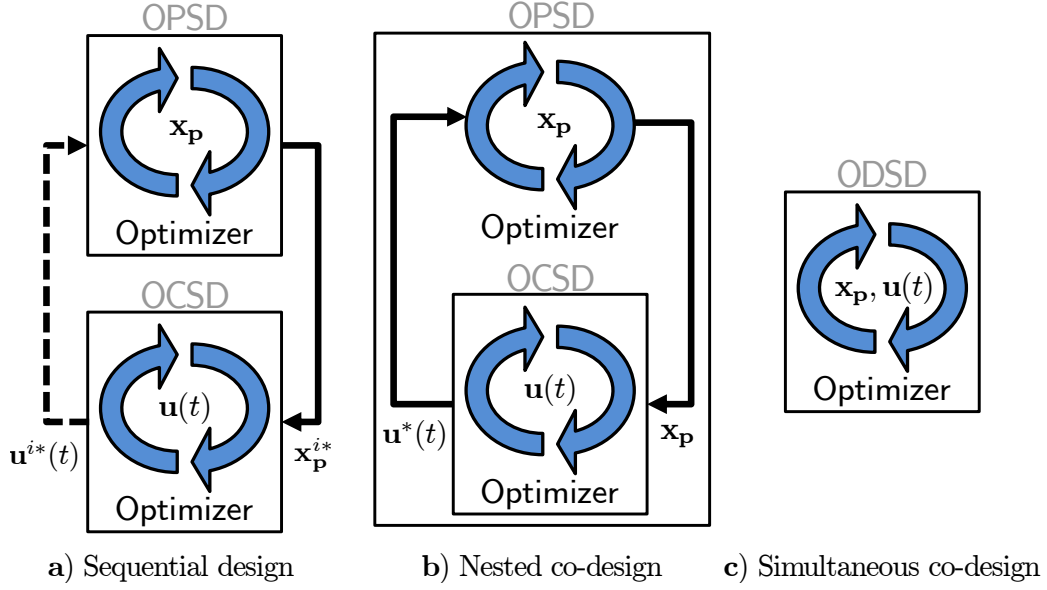 OPSD
x_p
Optimizer
OCSD
u(t)
Optimizer
u^{i*}(t)
x_p^{i*}
a) Sequential design
OPSD
x_p
Optimizer
OCSD
u(t)
Optimizer
u^*(t)
x_p
b) Nested co-design
ODSD
x_p, u(t)
Optimizer
c) Simultaneous co-design